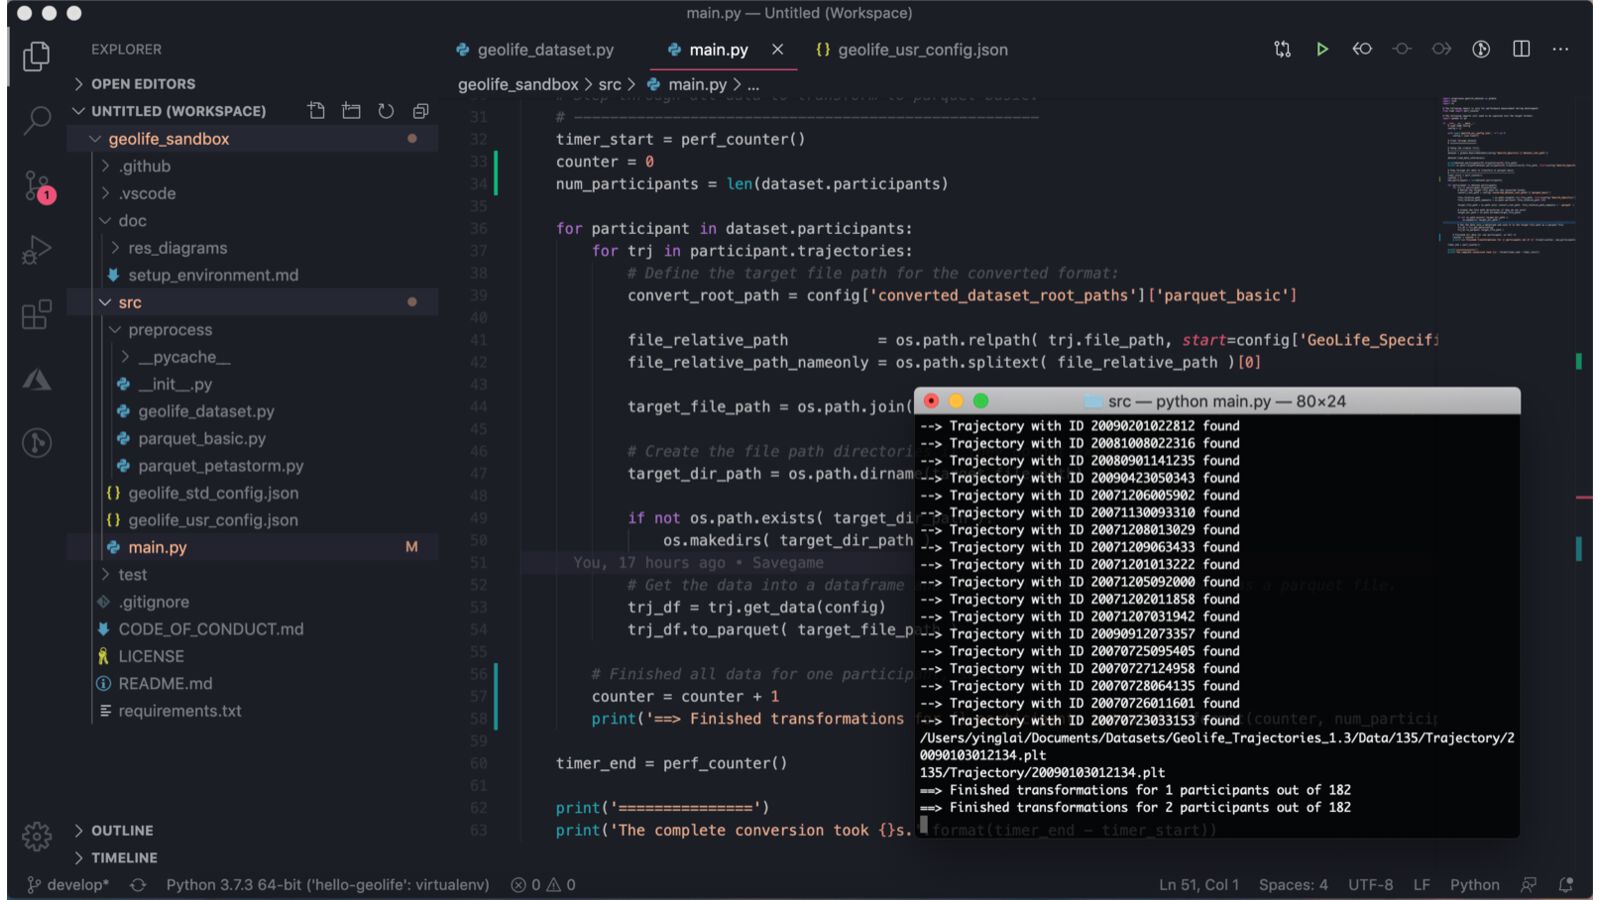 main.py — Untitled (Workspace)
EXPLORER
OPEN EDITORS
UNTITLED (WORKSPACE)
geolife_sandbox
.github
.vscode
doc
res_diagrams
setup_environment.md
src
preprocess
__pycache__
__init__.py
geolife_dataset.py
parquet_basic.py
parquet_petastorm.py
{} geolife_std_config.json
{} geolife_usr_config.json
main.py M
test
.gitignore
CODE_OF_CONDUCT.md
LICENSE
README.md
requirements.txt
OUTLINE
TIMELINE
1
geolife_dataset.py main.py {} geolife_usr_config.json
geolife_sandbox > src > main.py > ...
# Step through all data to transform to parquet basic.
31 # ----------------------------------------------------
32 timer_start = perf_counter()
33 counter = 0
34 num_participants = len(dataset.participants)
35
36 for participant in dataset.participants:
37 for trj in participant.trajectories:
38 # Define the target file path for the converted format:
39 convert_root_path = config['converted_dataset_root_paths']['parquet_basic']
40
41 file_relative_path = os.path.relpath( trj.file_path, start=config['GeoLife_Specifi
42 file_relative_path_nameonly = os.path.splitext( file_relative_path )[0]
43
44 target_file_path = os.path.join(
45
46 # Create the file path directories
47 target_dir_path = os.path.dirname(
48
49 if not os.path.exists( target_dir_path
50 os.makedirs( target_dir_path )
51 You, 17 hours ago • Savegame
52 # Get the data into a dataframe s a parquet file.
53 trj_df = trj.get_data(config)
54 trj_df.to_parquet( target_file_pa
55
56 # Finished all data for one particip
57 counter = counter + 1
58 print('==> Finished transformations (counter, num_particip
59
60 timer_end = perf_counter()
61
62 print('===============')
63 print('The complete conversion took {}s.'.format(timer_end - timer_start))
src — python main.py — 80×24
--> Trajectory with ID 20090201022812 found
--> Trajectory with ID 20081008022316 found
--> Trajectory with ID 20080901141235 found
--> Trajectory with ID 20090423050343 found
--> Trajectory with ID 20071206005902 found
--> Trajectory with ID 20071130093310 found
--> Trajectory with ID 20071208013029 found
--> Trajectory with ID 20071209063433 found
--> Trajectory with ID 20071201013222 found
--> Trajectory with ID 20071205092000 found
--> Trajectory with ID 20071202011858 found
--> Trajectory with ID 20071207031942 found
--> Trajectory with ID 20090912073357 found
--> Trajectory with ID 20070725095405 found
--> Trajectory with ID 20070727124958 found
--> Trajectory with ID 20070728064135 found
--> Trajectory with ID 20070726011601 found
--> Trajectory with ID 20070723033153 found
/Users/yinglai/Documents/Datasets/Geolife_Trajectories_1.3/Data/135/Trajectory/2
0090103012134.plt
135/Trajectory/20090103012134.plt
==> Finished transformations for 1 participants out of 182
==> Finished transformations for 2 participants out of 182
develop* Python 3.7.3 64-bit ('hello-geolife': virtualenv) 0 0 Ln 51, Col 1 Spaces: 4 UTF-8 LF Python